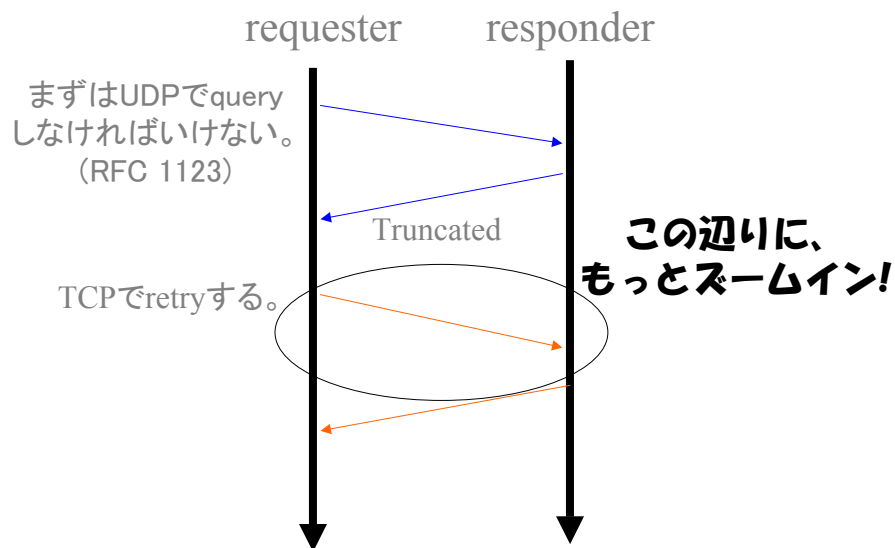 requester
responder
まずはUDPでquery
しなければいけない。
(RFC 1123)
Truncated
この辺りに、
もっとズームイン!
TCPでretryする。